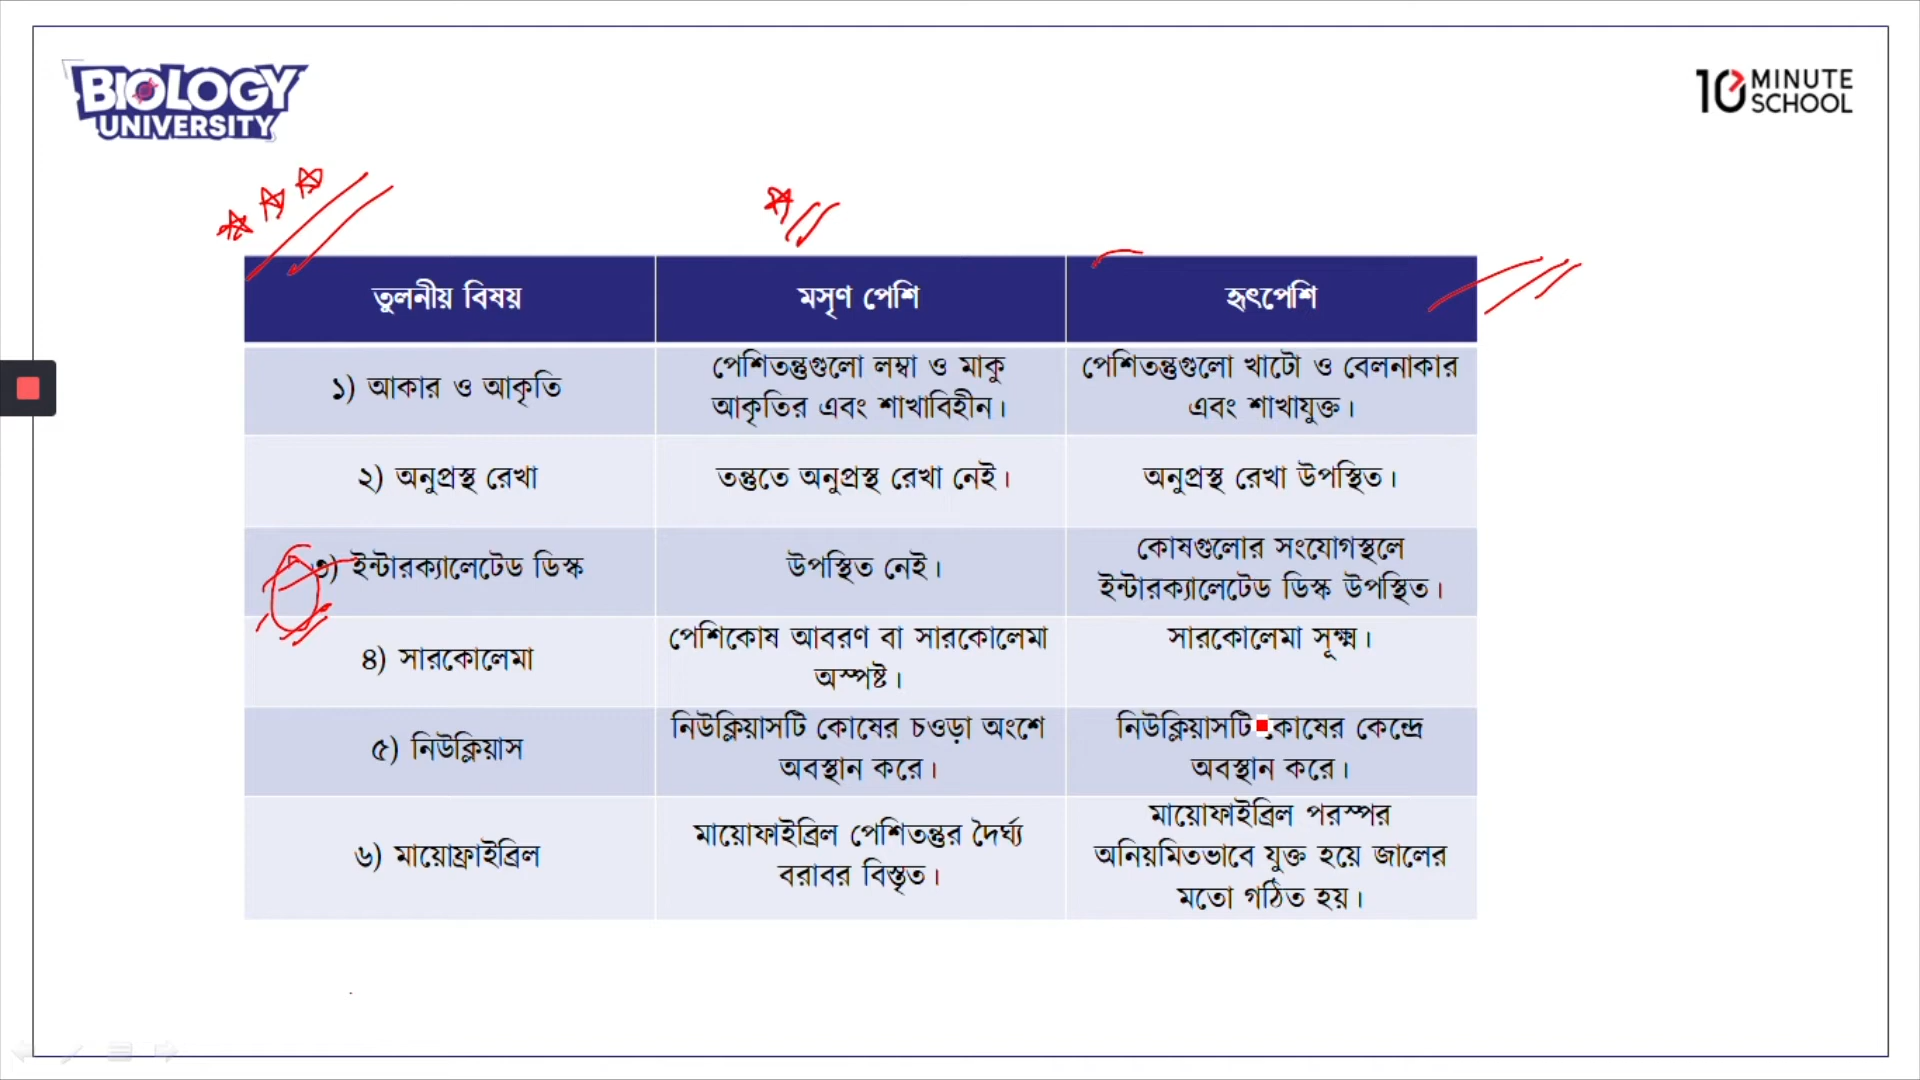 BIOLOGY
UNIVERSITY
10 MINUTE
SCHOOL
তুলনীয় বিষয়
মসৃণ পেশি
হৃৎপেশি
১) আকার ও আকৃতি
পেশিতন্তুগুলো লম্বা ও মাকু
আকৃতির এবং শাখাবিহীন।
পেশিতন্তুগুলো খাটো ও বেলনাকার
এবং শাখাযুক্ত।
২) অনুপ্রস্থ রেখা
তন্তুতে অনুপ্রস্থ রেখা নেই।
অনুপ্রস্থ রেখা উপস্থিত।
৩) ইন্টারক্যালেটেড ডিস্ক
উপস্থিত নেই।
কোষগুলোর সংযোগস্থলে
ইন্টারক্যালেটেড ডিস্ক উপস্থিত।
৪) সারকোলেমা
পেশিকোষ আবরণ বা সারকোলেমা
অস্পষ্ট।
সারকোলেমা সূক্ষ্ম।
৫) নিউক্লিয়াস
নিউক্লিয়াসটি কোষের চওড়া অংশে
অবস্থান করে।
নিউক্লিয়াসটি কোষের কেন্দ্রে
অবস্থান করে।
৬) মায়োফ্রাইব্রিল
মায়োফাইব্রিল পেশিতন্তুর দৈর্ঘ্য
বরাবর বিস্তৃত।
মায়োফাইব্রিল পরস্পর
অনিয়মিতভাবে যুক্ত হয়ে জালের
মতো গঠিত হয়।